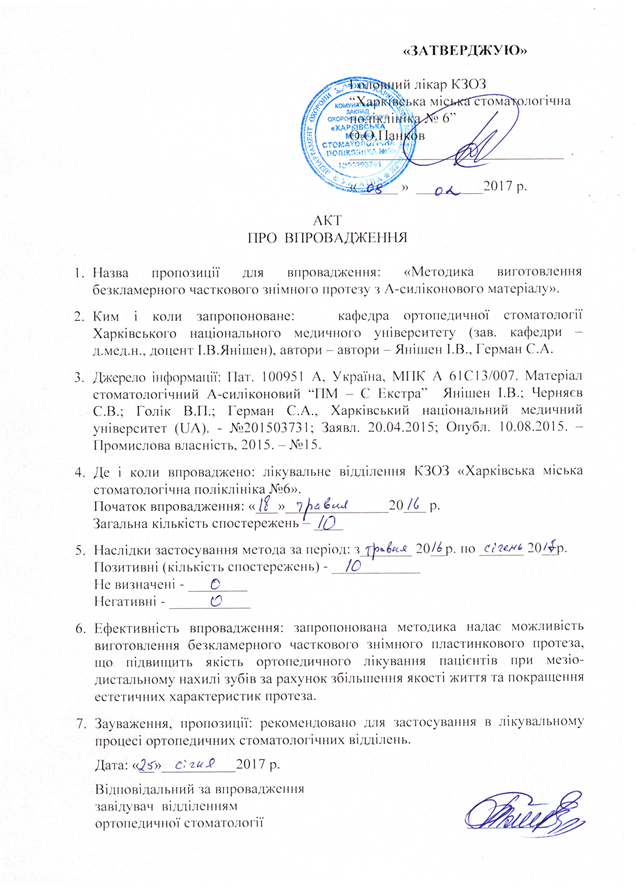 «ЗАТВЕРДЖУЮ»
Головний лікар КЗОЗ
“Харківська міська стоматологічна
поліклініка № 6”
О.О.Панков
« 08 » 02 2017 р.
АКТ
ПРО ВПРОВАДЖЕННЯ
1. Назва пропозиції для впровадження: «Методика виготовлення
безкламерного часткового знімного протезу з А-силіконового матеріалу».
2. Ким і коли запропоноване: кафедра ортопедичної стоматології
Харківського національного медичного університету (зав. кафедри –
д.мед.н., доцент І.В.Янішен), автори – автори – Янішен І.В., Герман С.А.
3. Джерело інформації: Пат. 100951 А, Україна, МПК А 61С13/007. Матеріал
стоматологічний А-силіконовий “ПМ – С Екстра” Янішен І.В.; Черняєв
С.В.; Голік В.П.; Герман С.А., Харківський національний медичний
університет (UA). - №201503731; Заявл. 20.04.2015; Опубл. 10.08.2015. –
Промислова власність, 2015. – №15.
4. Де і коли впроваджено: лікувальне відділення КЗОЗ «Харківська міська
стоматологічна поліклініка №6».
Початок впровадження: «18» травня 2016 р.
Загальна кількість спостережень – 10
5. Наслідки застосування метода за період: з травня 2016 р. по січень 2017 р.
Позитивні (кількість спостережень) - 10
Не визначені - 0
Негативні - 0
6. Ефективність впровадження: запропонована методика надає можливість
виготовлення безкламерного часткового знімного пластинкового протеза,
що підвищить якість ортопедичного лікування пацієнтів при мезіо-
дистальному нахилі зубів за рахунок збільшення якості життя та покращення
естетичних характеристик протеза.
7. Зауваження, пропозиції: рекомендовано для застосування в лікувальному
процесі ортопедичних стоматологічних відділень.
Дата: «25» січня 2017 р.
Відповідальний за впровадження
завідувач відділенням
ортопедичної стоматології